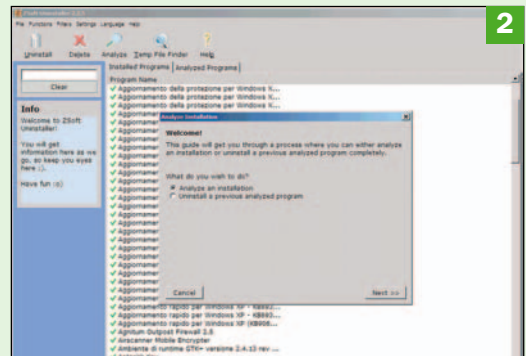 2
File Functions Filters Settings Language Help
Uninstall Delete Analyze Temp File Finder Help
Installed Programs Analyzed Programs
Program Name
Clear
Info
Welcome to ZSoft
Uninstaller!
You will get
information here as we
go, so keep you eyes
here :).
Have fun :o)
Aggiornamento della protezione per Windows X...
Aggiornamento della protezione per Windows X...
Aggiornamento della protezione per Windows X...
Analyze Installation
Welcome!
This guide will get you through a process where you can either analyze
an installation or uninstall a previous analyzed program completely.
What do you wish to do?
Analyze an installation
Uninstall a previous analyzed program
Cancel Next >>
Aggiornamento rapido per Windows XP -
Aggiornamento rapido per Windows XP -
Aggiornamento rapido per Windows XP
Agnitum Outpost Firewall 2.6
Airscanner Mobile Encrypter
Ambiente di runtime GTK+ versione 2.4.13 rev ...